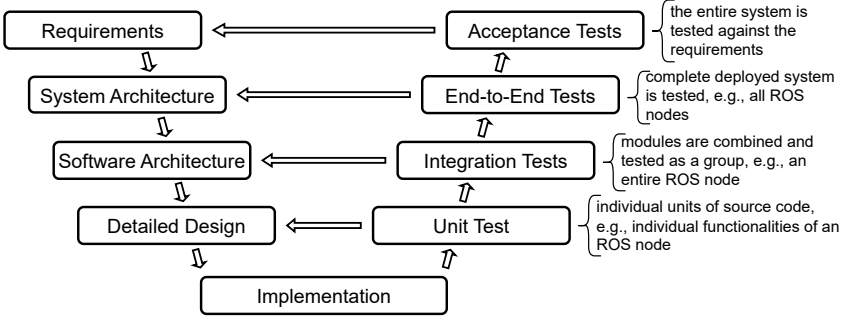 Requirements
Acceptance Tests
the entire system is
tested against the
requirements
System Architecture
End-to-End Tests
complete deployed system
is tested, e.g., all ROS
nodes
Software Architecture
Integration Tests
modules are combined and
tested as a group, e.g., an
entire ROS node
Detailed Design
Unit Test
individual units of source code,
e.g., individual functionalities of an
ROS node
Implementation